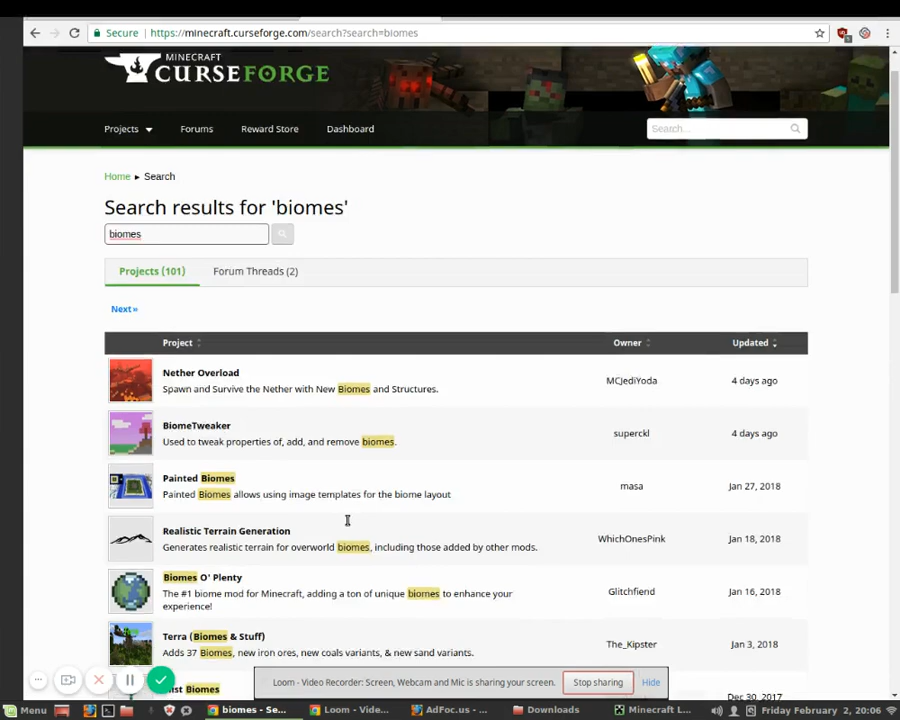 Secure
https://minecraft.curseforge.com/search?search=biomes
MINECRAFT
CURSEFORGE
Projects
Forums
Reward Store
Dashboard
Search...
Home ▸ Search
Search results for 'biomes'
biomes
Projects (101)
Forum Threads (2)
Next»
Project
Owner
Updated
Nether Overload
Spawn and Survive the Nether with New Biomes and Structures.
MCJediYoda
4 days ago
BiomeTweaker
Used to tweak properties of, add, and remove biomes.
superckl
4 days ago
Painted Biomes
Painted Biomes allows using image templates for the biome layout
masa
Jan 27, 2018
Realistic Terrain Generation
Generates realistic terrain for overworld biomes, including those added by other mods.
WhichOnesPink
Jan 18, 2018
Biomes O' Plenty
The #1 biome mod for Minecraft, adding a ton of unique biomes to enhance your
experience!
Glitchfiend
Jan 16, 2018
Terra (Biomes & Stuff)
Adds 37 Biomes, new iron ores, new coals variants, & new sand variants.
The_Kipster
Jan 3, 2018
Biomes
Dec 30, 2017
Loom - Video Recorder: Screen, Webcam and Mic is sharing your screen.
Stop sharing
Hide
Menu
biomes - Se...
Loom - Vide...
AdFoc.us - ...
Downloads
Minecraft L...
Friday February 2, 20:06